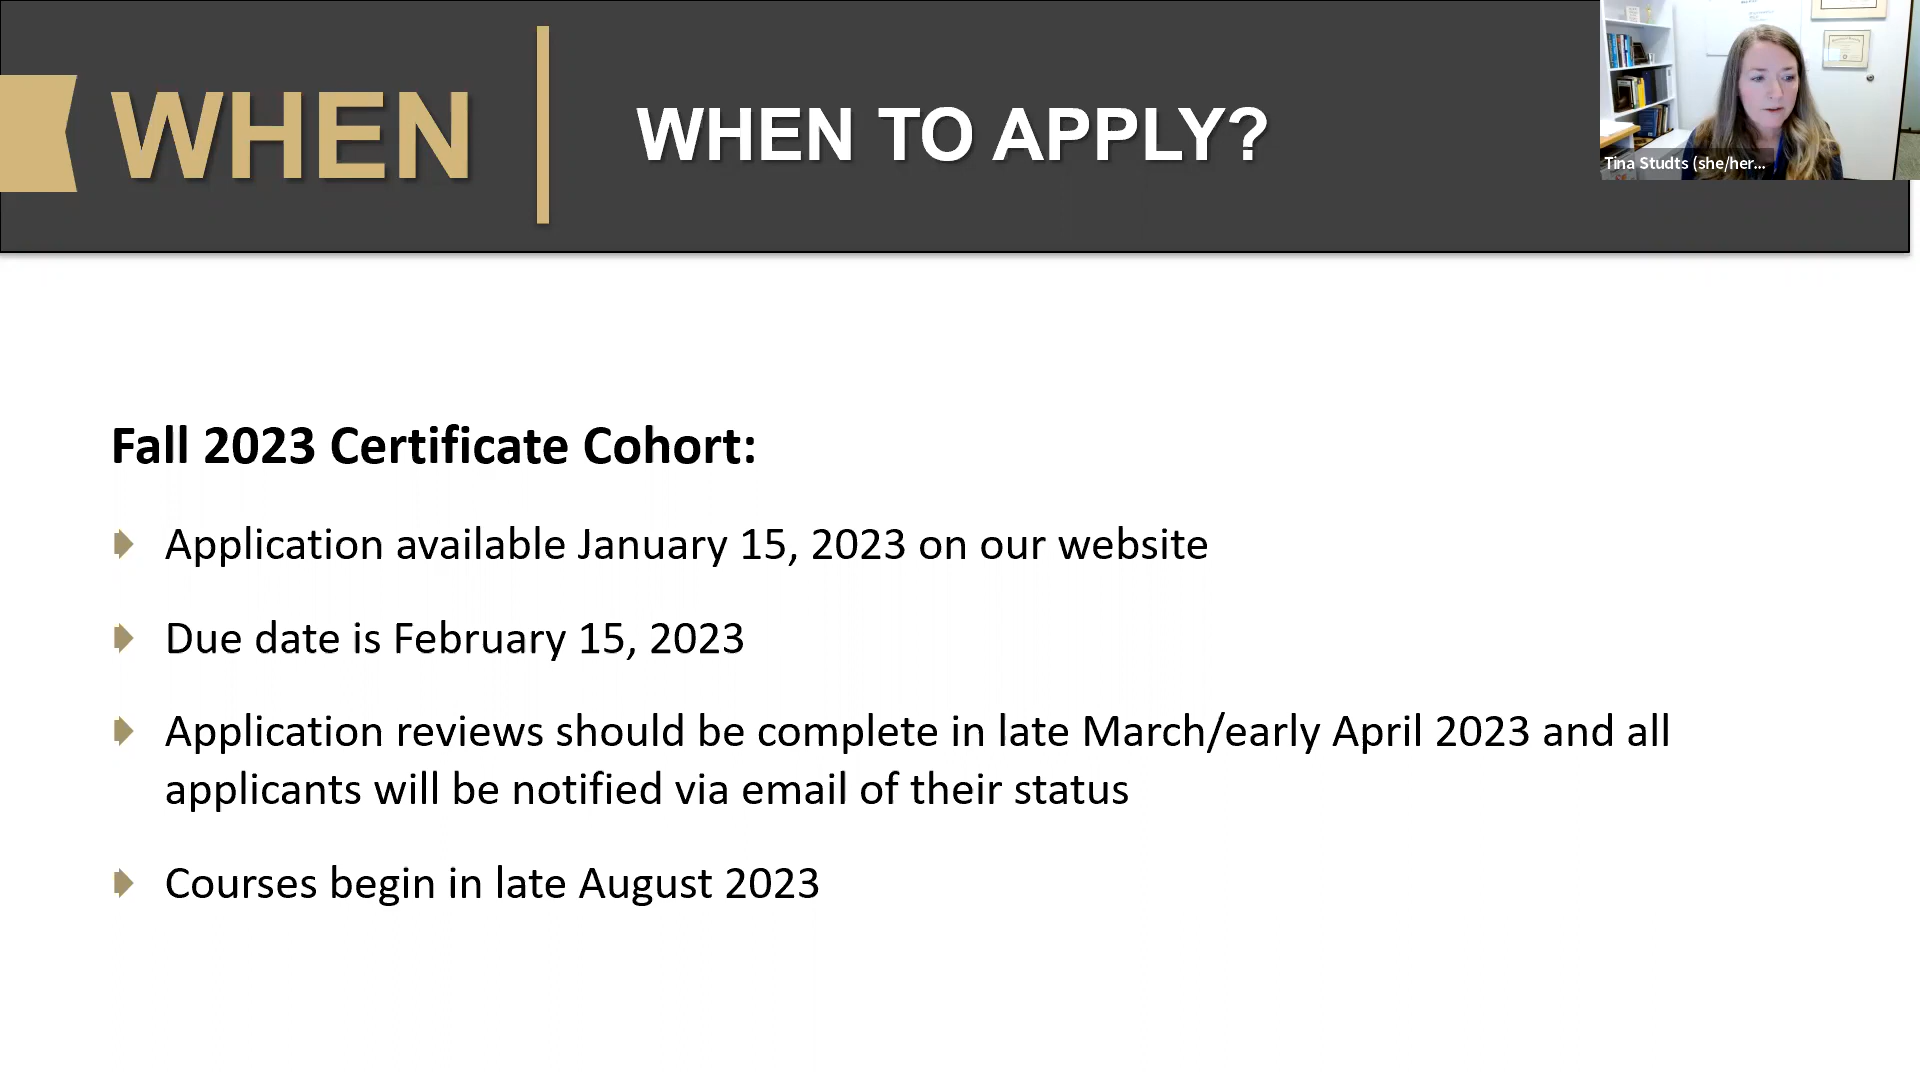 WHEN
WHEN TO APPLY?
Tina Studts (she/her...
Fall 2023 Certificate Cohort:
Application available January 15, 2023 on our website
Due date is February 15, 2023
Application reviews should be complete in late March/early April 2023 and all
applicants will be notified via email of their status
Courses begin in late August 2023